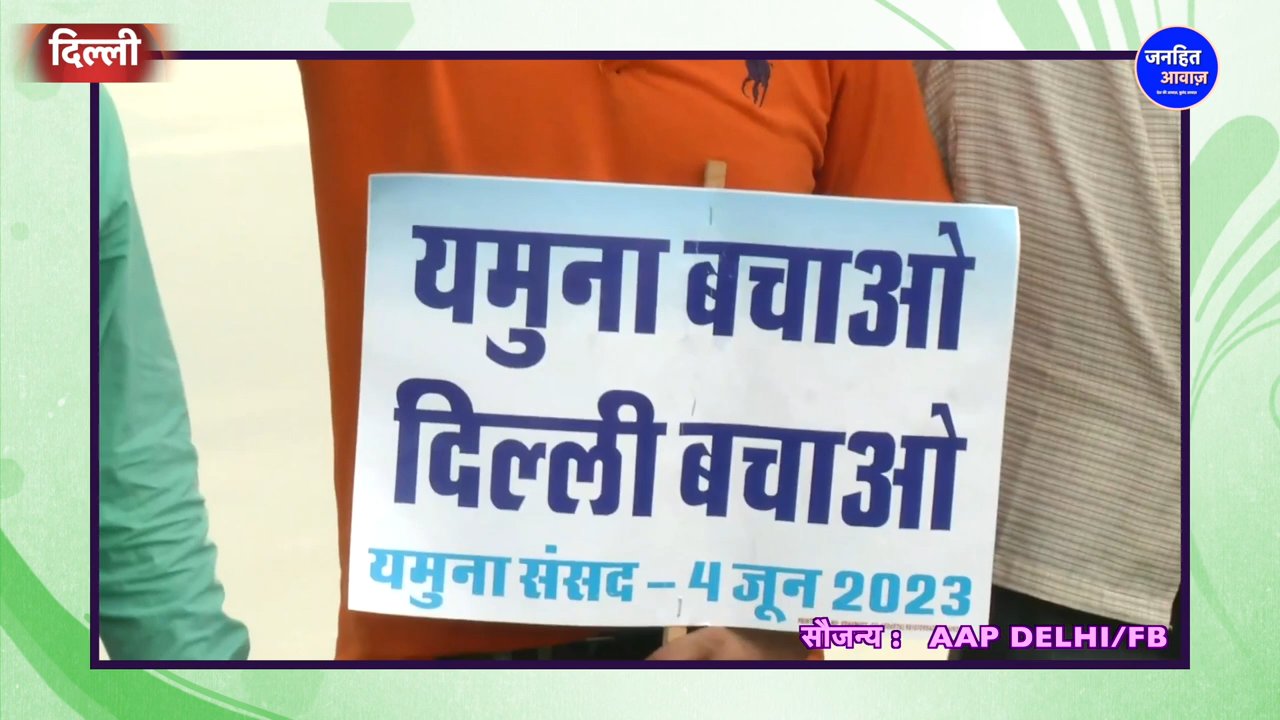 दिल्ली
जनहित
आवाज़
यमुना बचाओ
दिल्ली बचाओ
यमुना संसद – 4 जून 2023
सौजन्य : AAP DELHI/FB